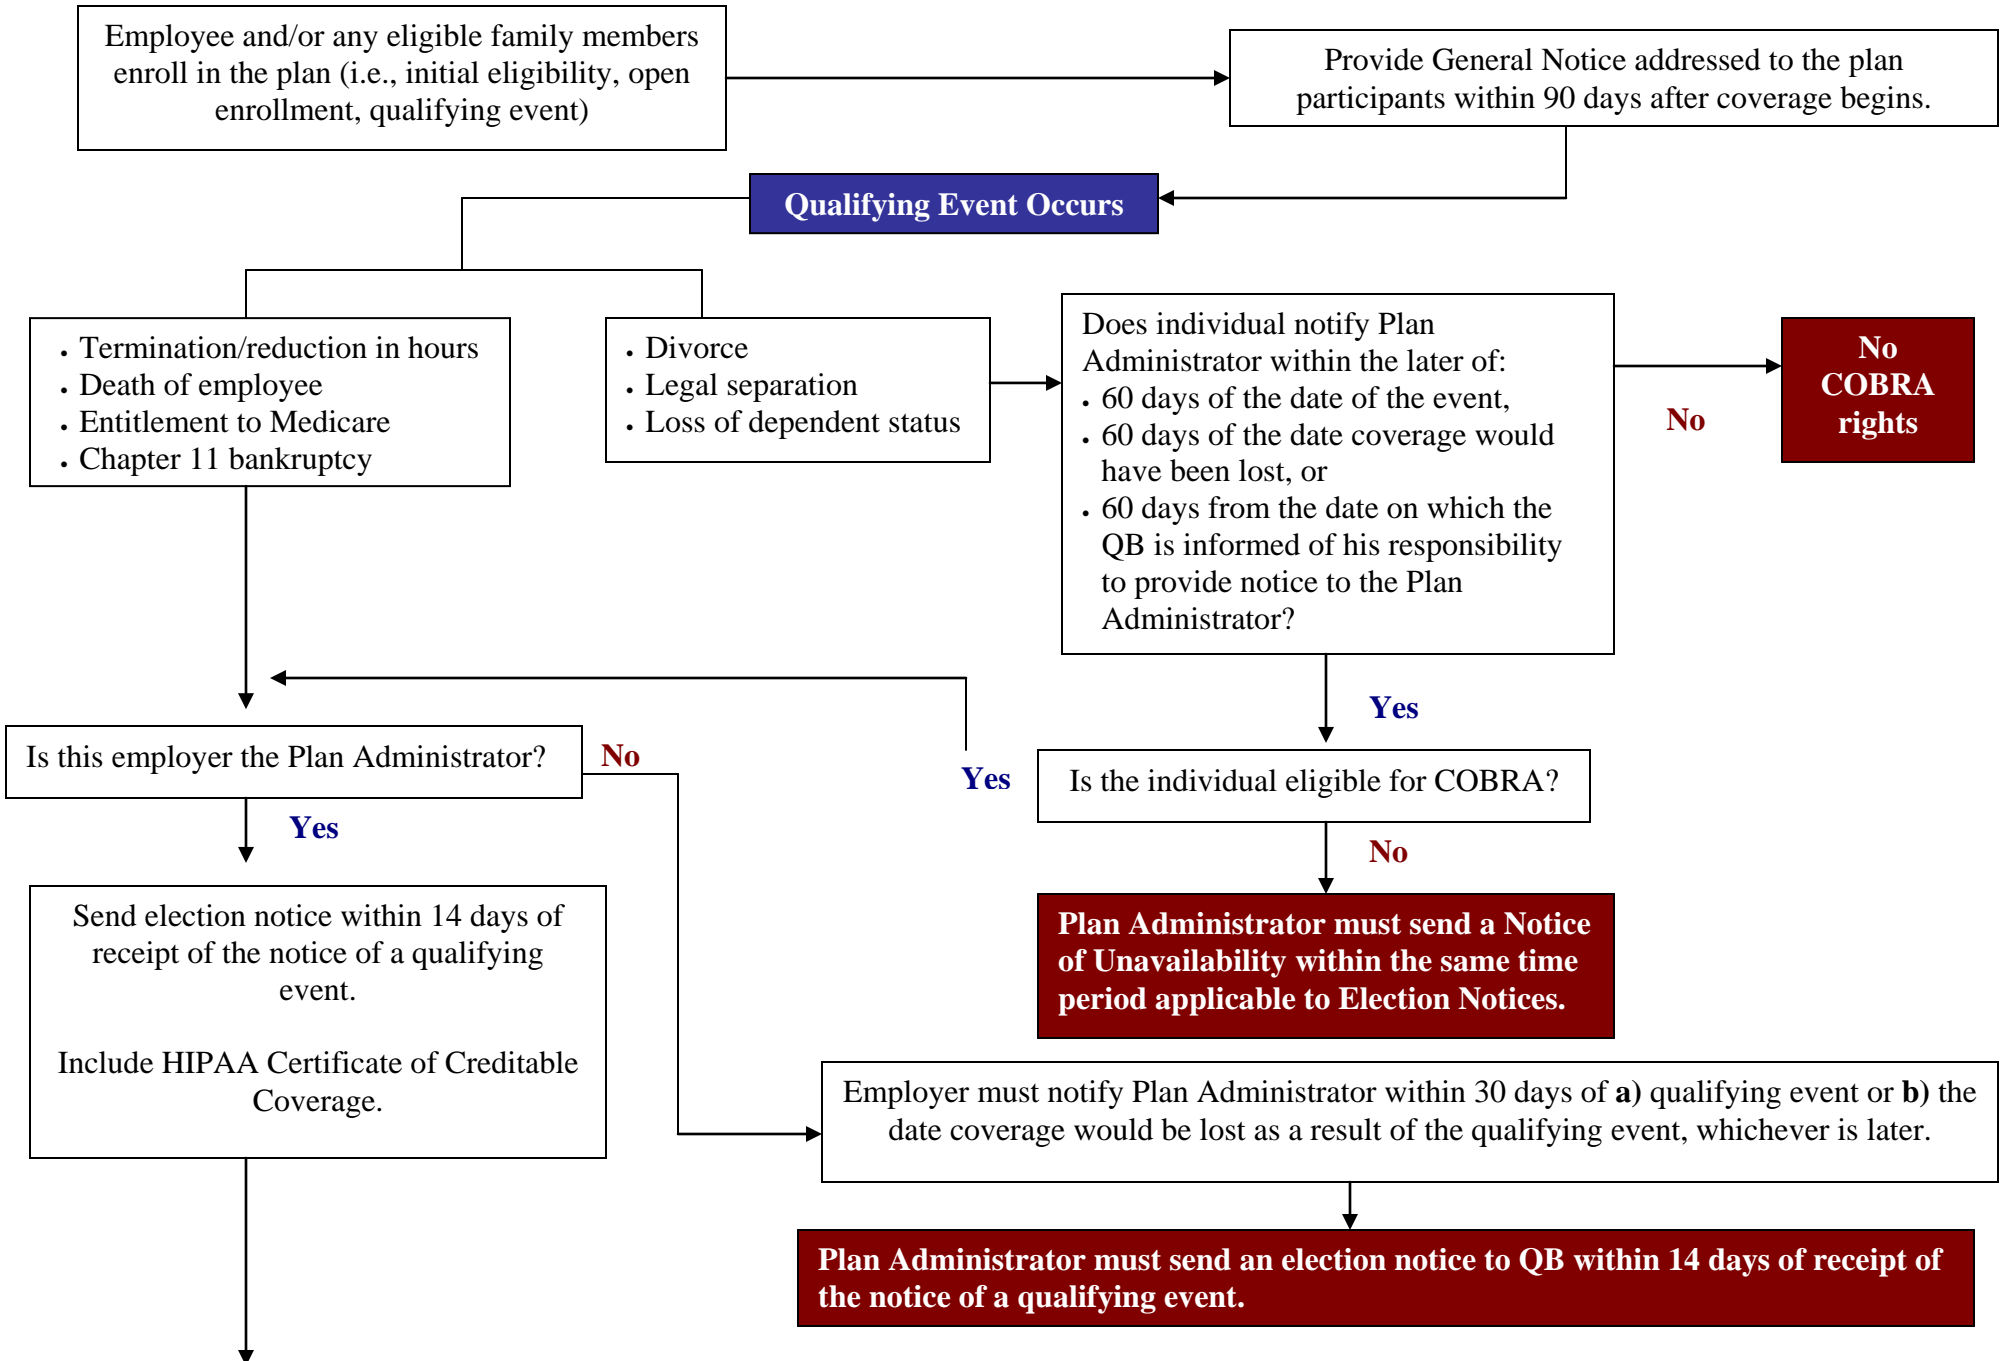 Employee and/or any eligible family members
enroll in the plan (i.e., initial eligibility, open
enrollment, qualifying event)
Provide General Notice addressed to the plan
participants within 90 days after coverage begins.
Qualifying Event Occurs
• Termination/reduction in hours
• Death of employee
• Entitlement to Medicare
• Chapter 11 bankruptcy
• Divorce
• Legal separation
• Loss of dependent status
Does individual notify Plan
Administrator within the later of:
• 60 days of the date of the event,
• 60 days of the date coverage would
have been lost, or
• 60 days from the date on which the
QB is informed of his responsibility
to provide notice to the Plan
Administrator?
No
No
COBRA
rights
Yes
Is this employer the Plan Administrator?
No
Yes
Is the individual eligible for COBRA?
Yes
No
Send election notice within 14 days of
receipt of the notice of a qualifying
event.
Include HIPAA Certificate of Creditable
Coverage.
Plan Administrator must send a Notice
of Unavailability within the same time
period applicable to Election Notices.
Employer must notify Plan Administrator within 30 days of a) qualifying event or b) the
date coverage would be lost as a result of the qualifying event, whichever is later.
Plan Administrator must send an election notice to QB within 14 days of receipt of
the notice of a qualifying event.